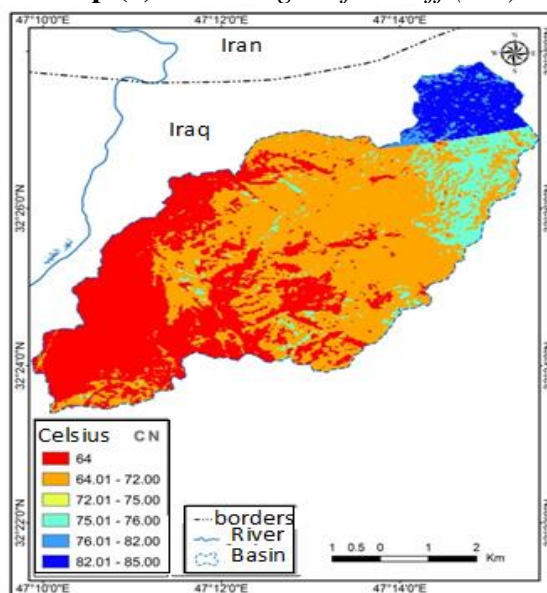 47°10'0"E 47°12'0"E 47°14'0"E
Iran
Iraq
32°26'0"N
32°24'0"N
32°22'0"N
Celsius CN
64
64.01 - 72.00
72.01 - 75.00
75.01 - 76.00
76.01 - 82.00
82.01 - 85.00
borders
River
Basin
1 0.5 0 1 2
Km
47°10'0"E 47°12'0"E 47°14'0"E